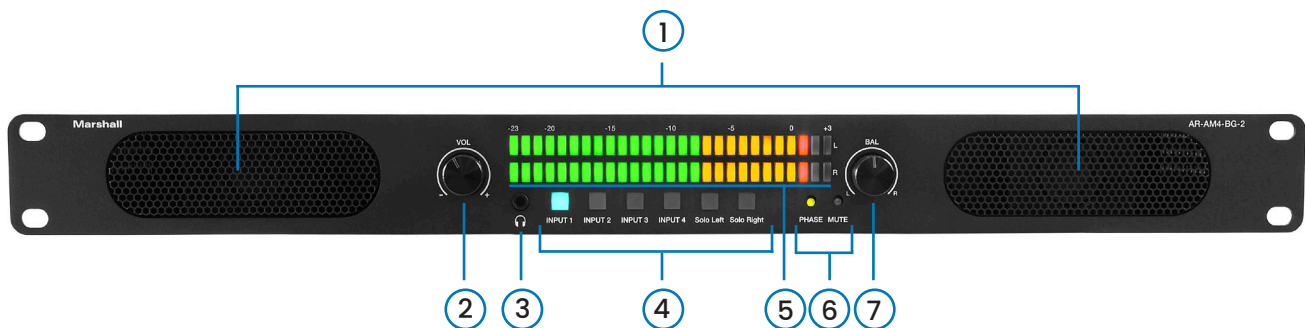 1
Marshall
AR-AM4-BG-2
-23 -20 -15 -10 -5 0 +3
VOL
L
BAL
R
- +
L R
INPUT 1 INPUT 2 INPUT 3 INPUT 4 Solo Left Solo Right PHASE MUTE
2 3 4 5 6 7